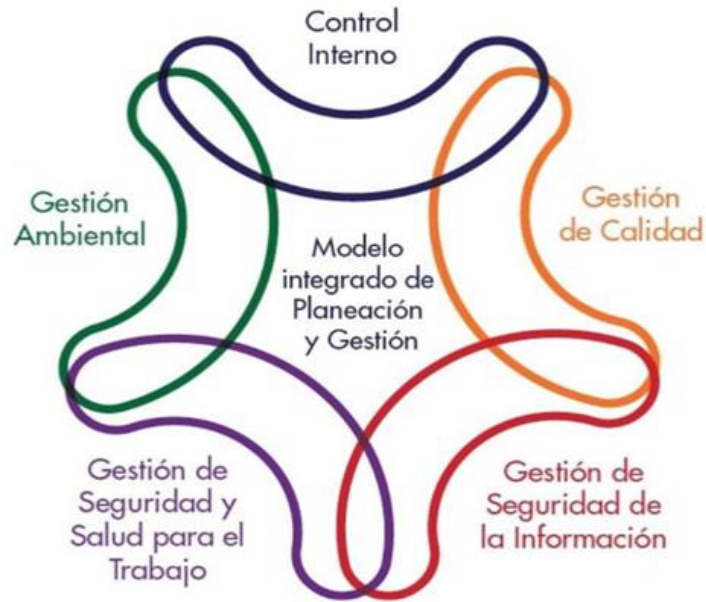 Control
Interno
Gestión
Ambiental
Gestión
de Calidad
Modelo
integrado de
Planeación
y Gestión
Gestión de
Seguridad y
Salud para el
Trabajo
Gestión de
Seguridad de
la Información